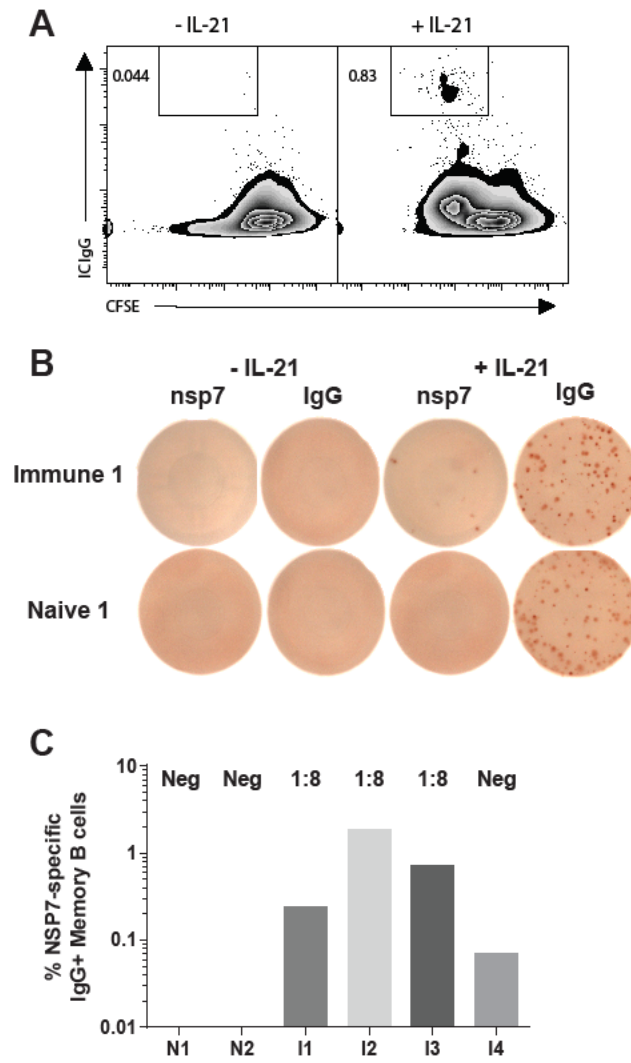 A
- IL-21 + IL-21
0.044 0.83
IC IgG
CFSE
B
- IL-21 + IL-21
nsp7 IgG nsp7 IgG
Immune 1
Naive 1
C
Neg Neg 1:8 1:8 1:8 Neg
% NSP7-specific
IgG+ Memory B cells
10
1
0.1
0.01
N1 N2 I1 I2 I3 I4